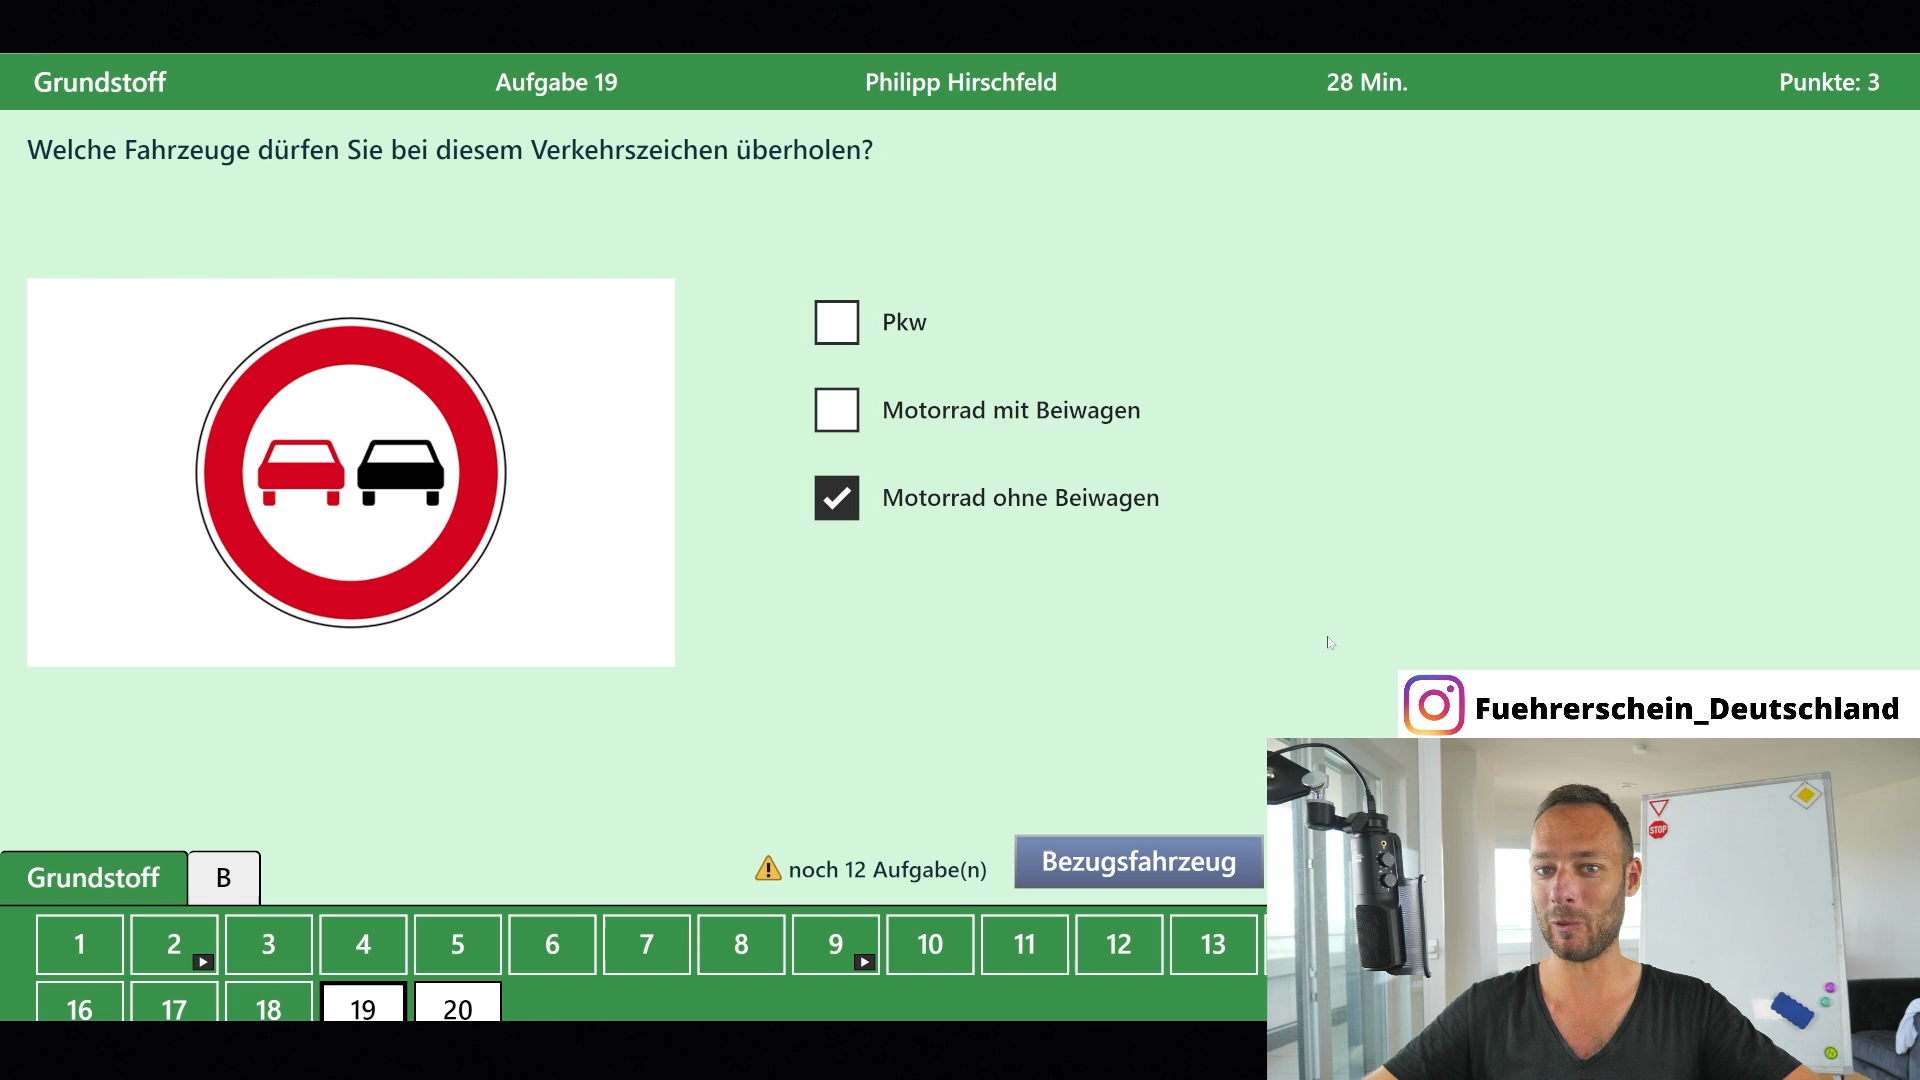 Grundstoff Aufgabe 19 Philipp Hirschfeld 28 Min. Punkte: 3
Welche Fahrzeuge dürfen Sie bei diesem Verkehrszeichen überholen?
Pkw
Motorrad mit Beiwagen
Motorrad ohne Beiwagen
Fuehrerschein_Deutschland
STOP
Grundstoff B noch 12 Aufgabe(n) Bezugsfahrzeug
1 2 3 4 5 6 7 8 9 10 11 12 13
16 17 18 19 20